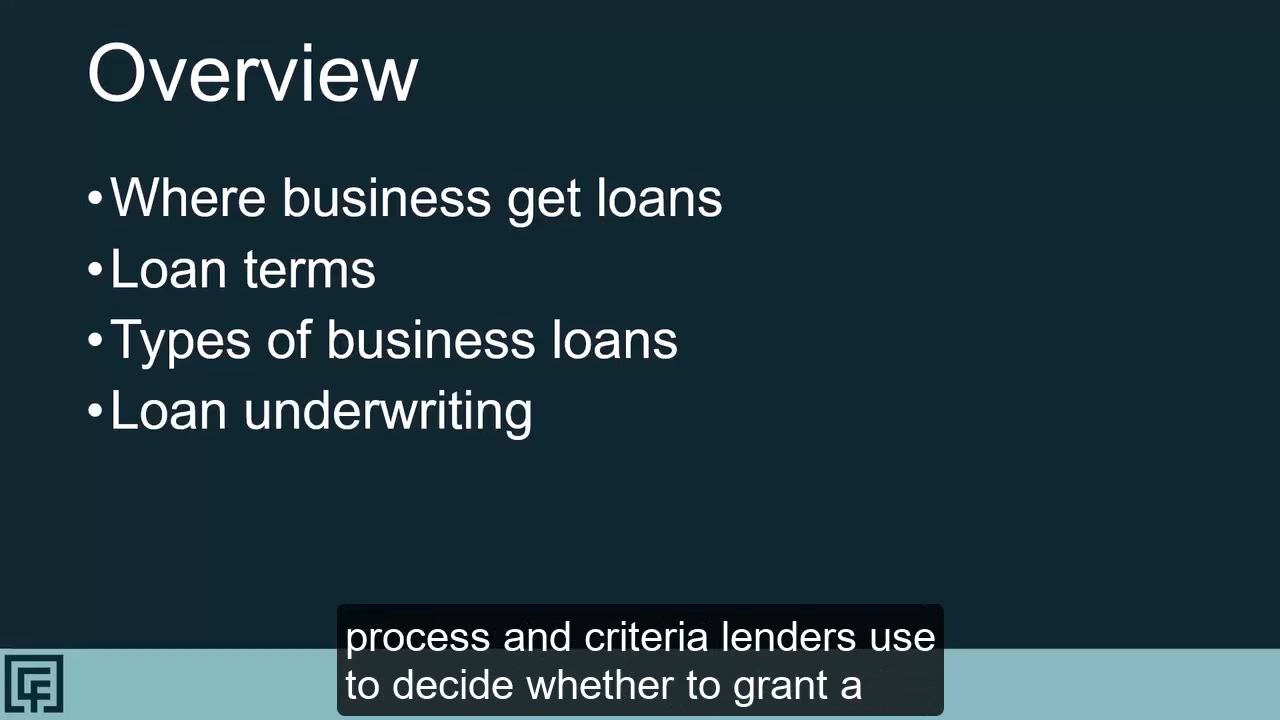 Overview
•Where business get loans
•Loan terms
•Types of business loans
•Loan underwriting
process and criteria lenders use
to decide whether to grant a